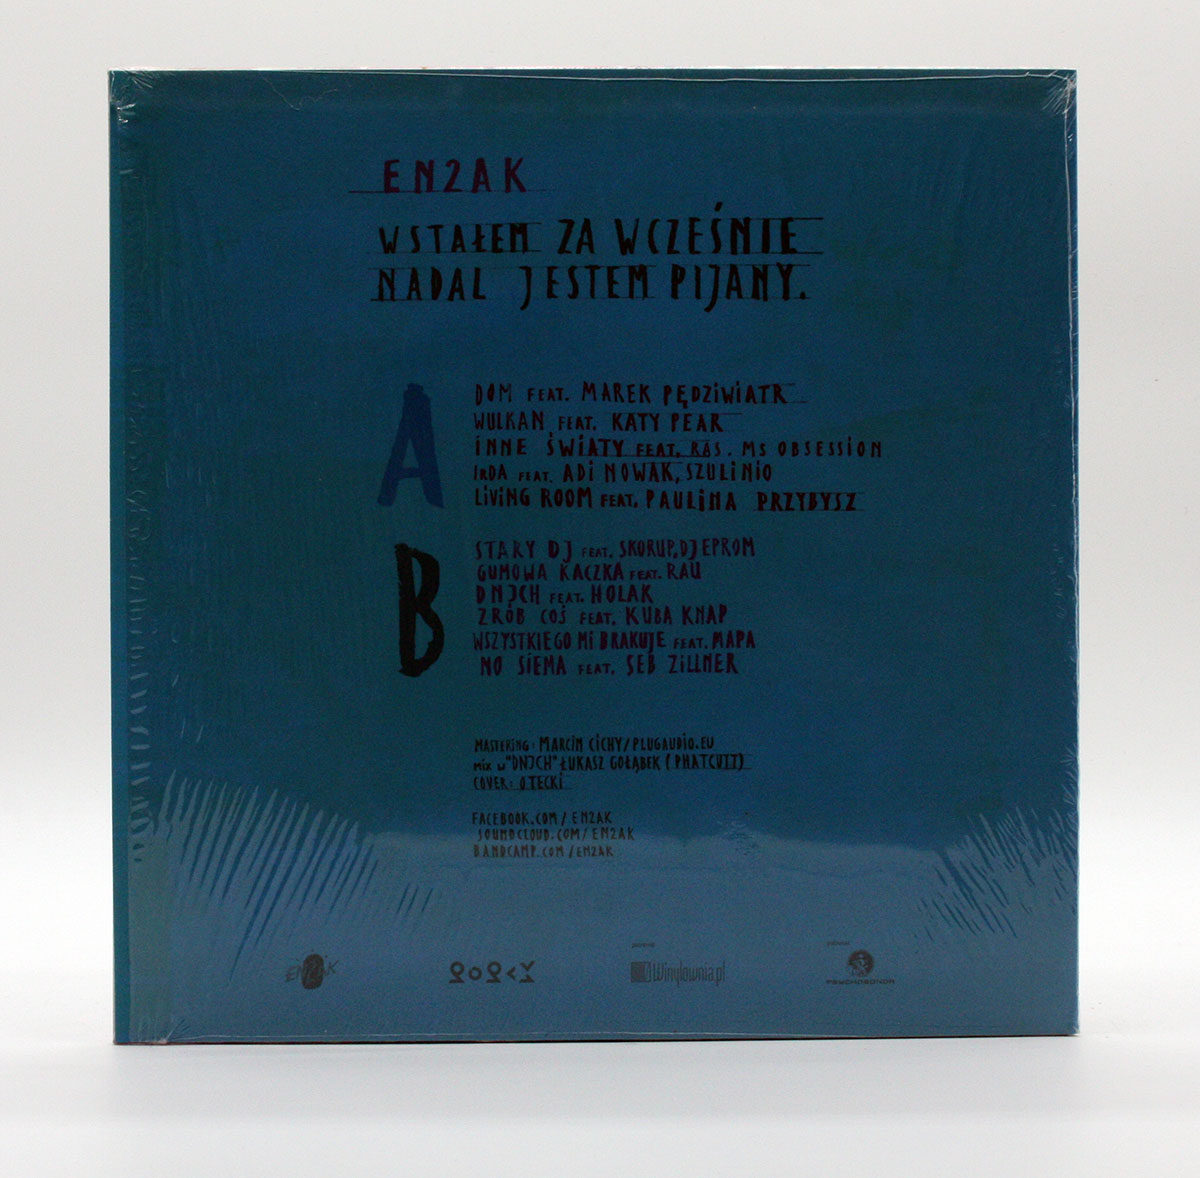 EN2AK
WSTAŁEM ZA WCZEŚNIE
NADAL JESTEM PIJANY.
A
DOM FEAT. MAREK PĘDZIWIATR
WULKAN FEAT. KATY PEAR
INNE ŚWIATY FEAT. RAS. MS OBSESSION
IRDA FEAT. ADI NOWAK, SZULINIO
LIVING ROOM FEAT. PAULINA PRZYBYSZ
B
STARY DJ FEAT. SKORUP, DJ EPROM
GUMOWA KACZKA FEAT. RAU
DNJCH FEAT. HOLAK
ZRÓB COŚ FEAT. KUBA KNAP
WSZYSTKIEGO MI BRAKUJE FEAT. MAPA
NO SIEMA FEAT. SEB ZILLNER
MASTERING: MARCIN CICHY/PLUGAUDIO.EU
MIX W "DNJCH" ŁUKASZ GOŁĄBEK (PHATCUTT)
COVER: O.TECKI
FACEBOOK.COM/EN2AK
SOUNDCLOUD.COM/EN2AK
BANDCAMP.COM/EN2AK
EN2AK
Winylownia.pl